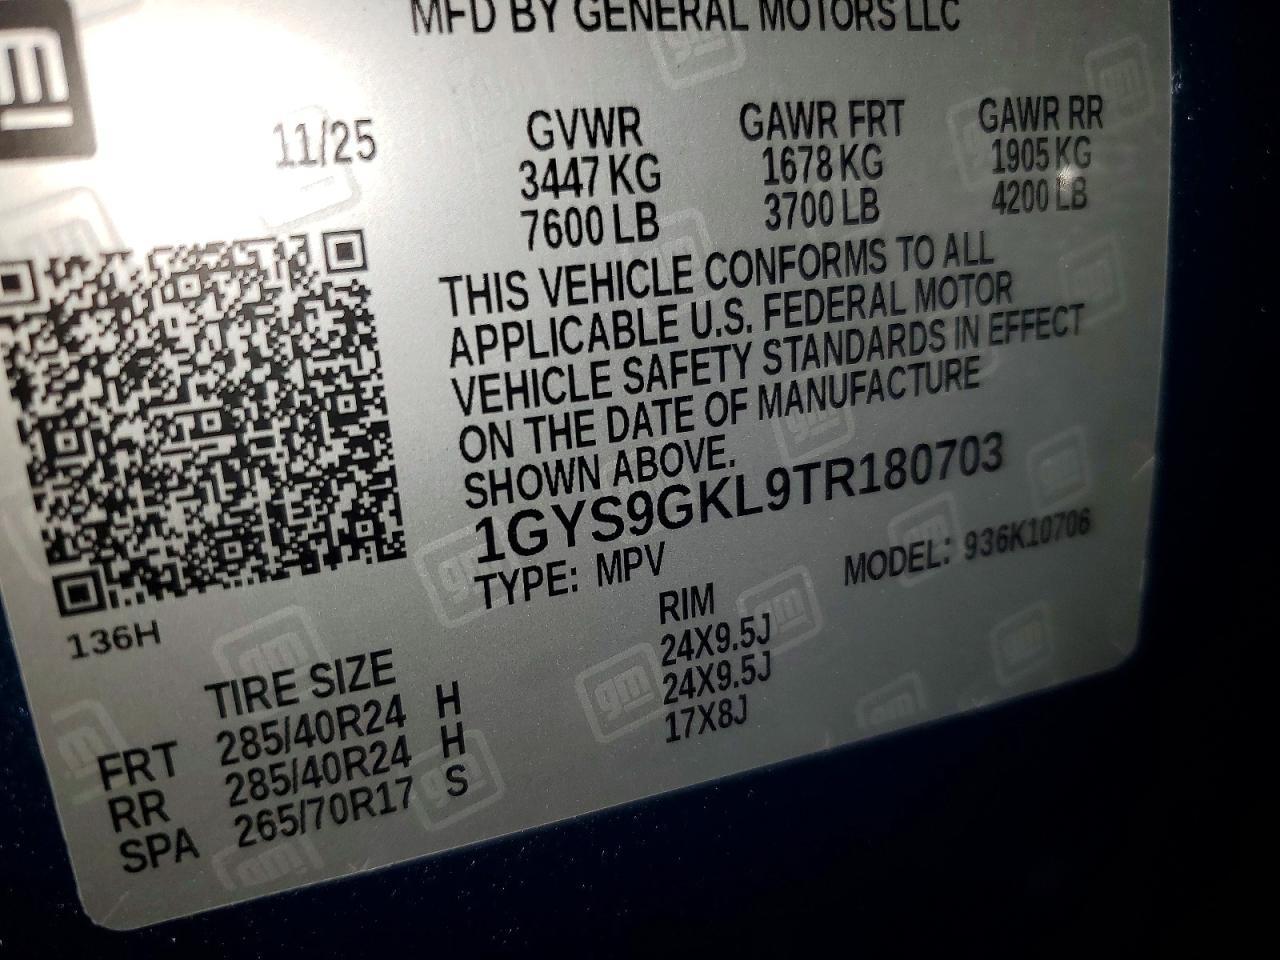 MFD BY GENERAL MOTORS LLC
gm
11/25
GVWR GAWR FRT GAWR RR
3447 KG 1678 KG 1905 KG
7600 LB 3700 LB 4200 LB
THIS VEHICLE CONFORMS TO ALL
APPLICABLE U.S. FEDERAL MOTOR
VEHICLE SAFETY STANDARDS IN EFFECT
ON THE DATE OF MANUFACTURE
SHOWN ABOVE.
1GYS9GKL9TR180703
TYPE: MPV MODEL: 936K10706
136H
TIRE SIZE RIM
FRT 285/40R24 H 24X9.5J
RR 285/40R24 H 24X9.5J
SPA 265/70R17 S 17X8J